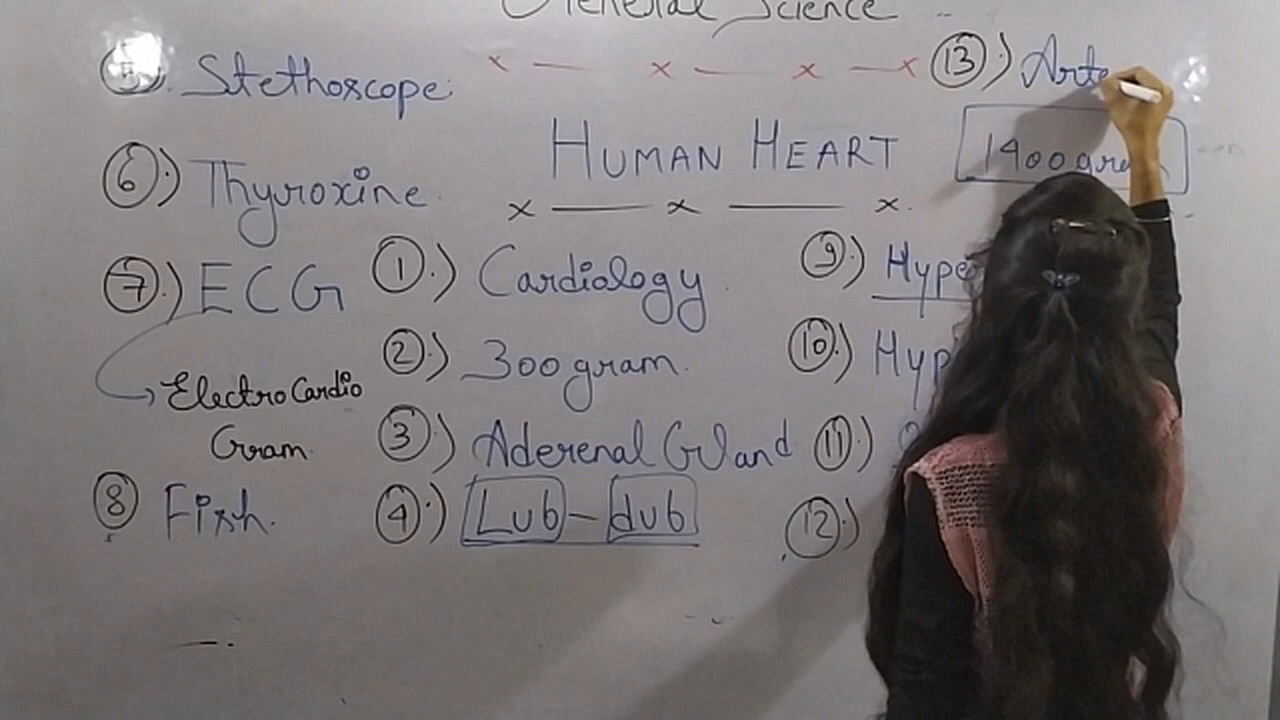 General Science
5 Stethoscope
6) Thyroxine
7) ECG
Electro Cardio
Gram
8 Fish.
HUMAN HEART
1) Cardiology
2) 300 gram.
3) Aderenal Gland
4) Lub - dub
9) Hype
10) Hyp
11)
12)
13) Arte
1400 gra